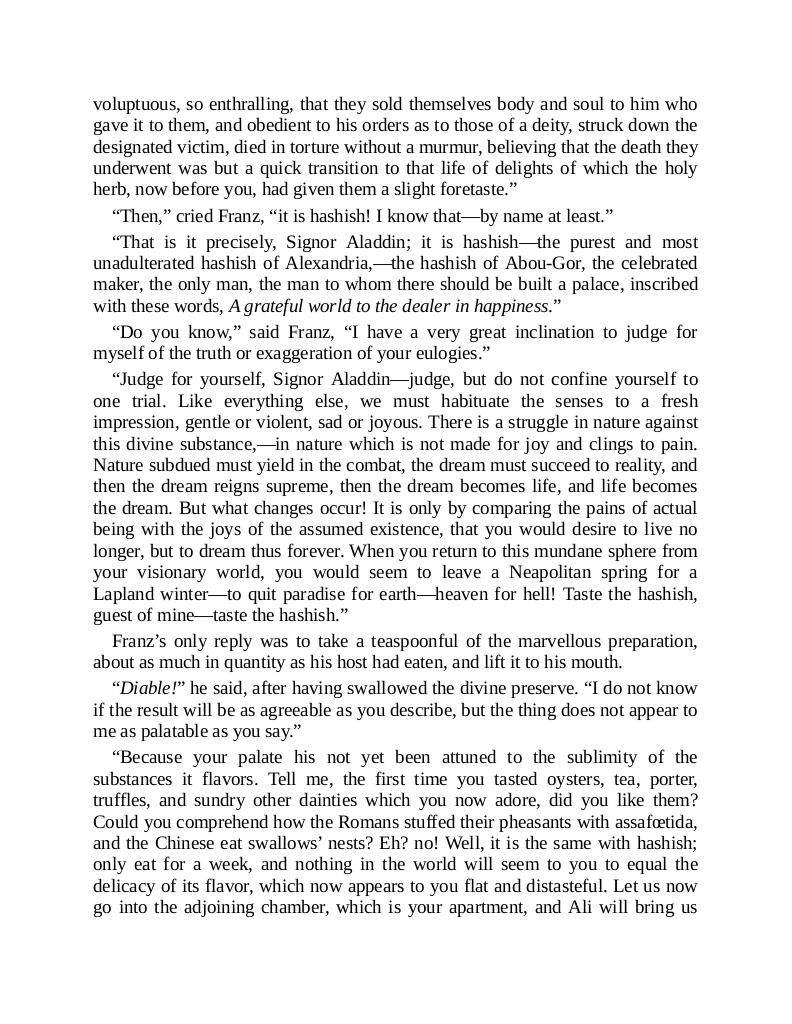 voluptuous, so enthralling, that they sold themselves body and soul to him who
gave it to them, and obedient to his orders as to those of a deity, struck down the
designated victim, died in torture without a murmur, believing that the death they
underwent was but a quick transition to that life of delights of which the holy
herb, now before you, had given them a slight foretaste.”
“Then,” cried Franz, “it is hashish! I know that—by name at least.”
“That is it precisely, Signor Aladdin; it is hashish—the purest and most
unadulterated hashish of Alexandria,—the hashish of Abou-Gor, the celebrated
maker, the only man, the man to whom there should be built a palace, inscribed
with these words, A grateful world to the dealer in happiness.”
“Do you know,” said Franz, “I have a very great inclination to judge for
myself of the truth or exaggeration of your eulogies.”
“Judge for yourself, Signor Aladdin—judge, but do not confine yourself to
one trial. Like everything else, we must habituate the senses to a fresh
impression, gentle or violent, sad or joyous. There is a struggle in nature against
this divine substance,—in nature which is not made for joy and clings to pain.
Nature subdued must yield in the combat, the dream must succeed to reality, and
then the dream reigns supreme, then the dream becomes life, and life becomes
the dream. But what changes occur! It is only by comparing the pains of actual
being with the joys of the assumed existence, that you would desire to live no
longer, but to dream thus forever. When you return to this mundane sphere from
your visionary world, you would seem to leave a Neapolitan spring for a
Lapland winter—to quit paradise for earth—heaven for hell! Taste the hashish,
guest of mine—taste the hashish.”
Franz’s only reply was to take a teaspoonful of the marvellous preparation,
about as much in quantity as his host had eaten, and lift it to his mouth.
“Diable!” he said, after having swallowed the divine preserve. “I do not know
if the result will be as agreeable as you describe, but the thing does not appear to
me as palatable as you say.”
“Because your palate his not yet been attuned to the sublimity of the
substances it flavors. Tell me, the first time you tasted oysters, tea, porter,
truffles, and sundry other dainties which you now adore, did you like them?
Could you comprehend how the Romans stuffed their pheasants with assafœtida,
and the Chinese eat swallows’ nests? Eh? no! Well, it is the same with hashish;
only eat for a week, and nothing in the world will seem to you to equal the
delicacy of its flavor, which now appears to you flat and distasteful. Let us now
go into the adjoining chamber, which is your apartment, and Ali will bring us